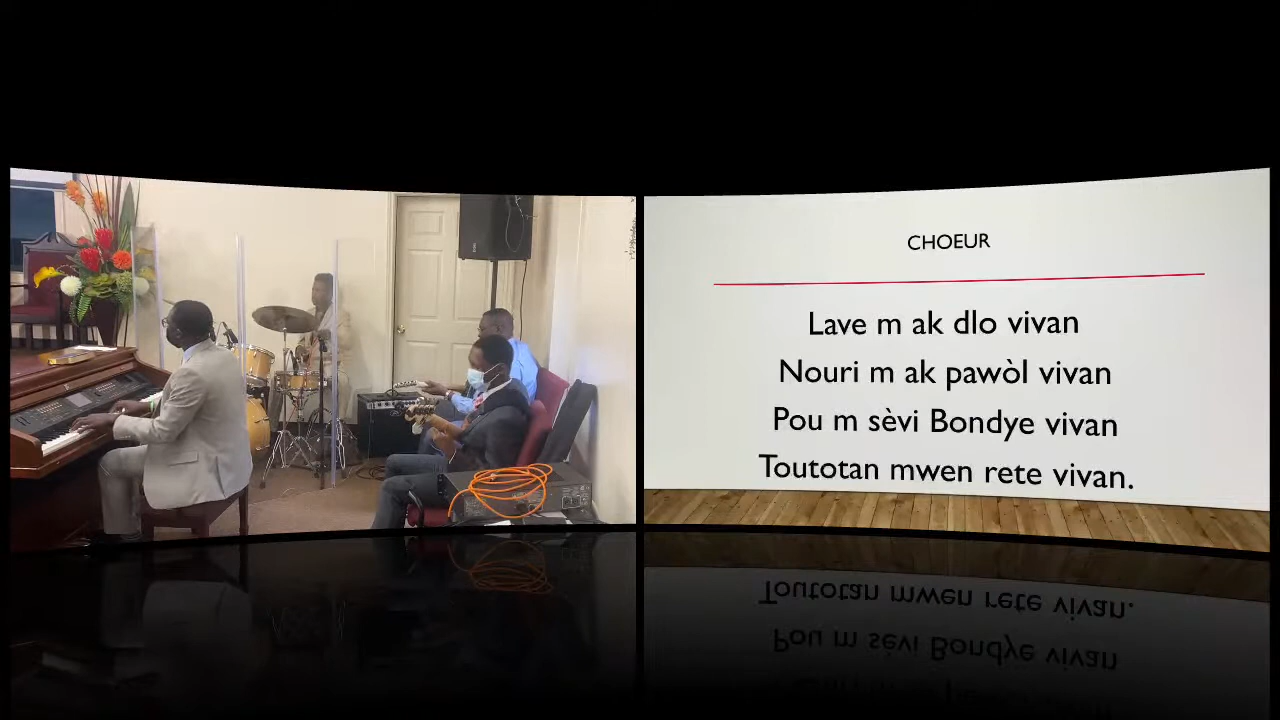 CHOEUR
Lave m ak dlo vivan
Nouri m ak pawòl vivan
Pou m sèvi Bondye vivan
Toutotan mwen rete vivan.